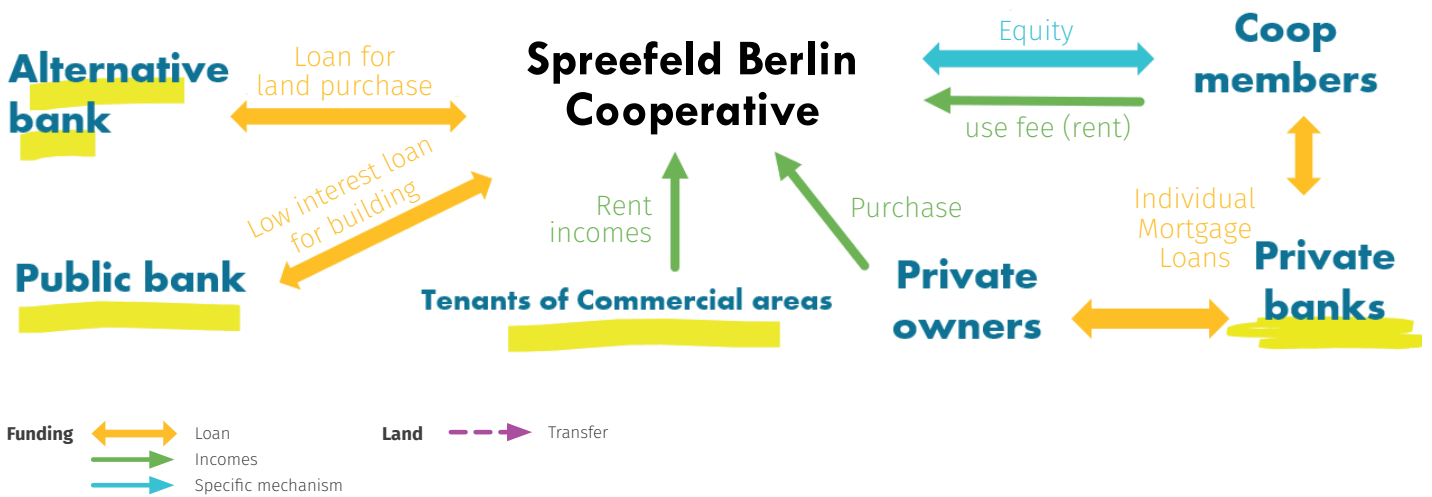 Alternative
bank
Loan for
land purchase
Spreefeld Berlin
Cooperative
Equity
use fee (rent)
Coop
members
Low interest loan
for building
Public bank
Rent
incomes
Tenants of Commercial areas
Purchase
Private
owners
Individual
Mortgage
Loans
Private
banks
Funding
Loan
Incomes
Specific mechanism
Land
Transfer